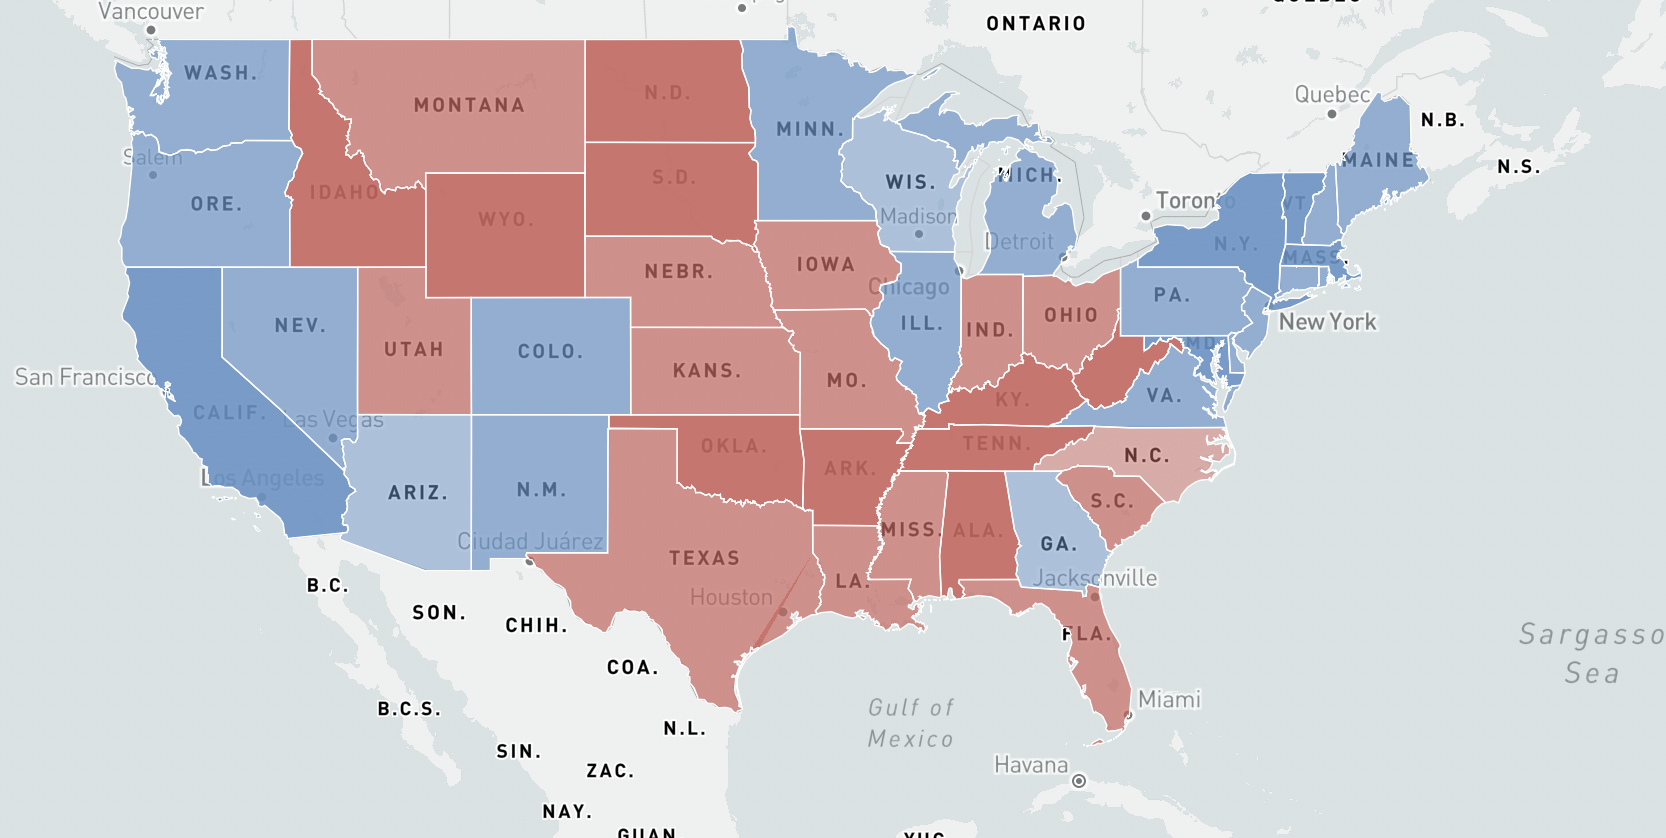 Vancouver
ONTARIO
WASH.
MONTANA
N.D.
MINN.
Quebec
N.B.
Salem
MAINE
N.S.
ORE.
IDAHO
WYO.
S.D.
WIS.
MICH.
Madison
Toronto
VT
N.Y.
Detroit
MASS.
NEBR.
IOWA
Chicago
PA.
NEV.
UTAH
COLO.
ILL.
IND.
OHIO
New York
MD.
San Francisco
KANS.
MO.
KY.
VA.
CALIF.
Las Vegas
OKLA.
TENN.
N.C.
ARK.
Los Angeles
ARIZ.
N.M.
S.C.
Ciudad Juárez
TEXAS
MISS.
ALA.
GA.
LA.
Jacksonville
B.C.
Houston
SON.
CHIH.
FLA.
Sargasso
Sea
COA.
Miami
B.C.S.
Gulf of
Mexico
N.L.
SIN.
ZAC.
Havana
NAY.
GUAN.
YUC.